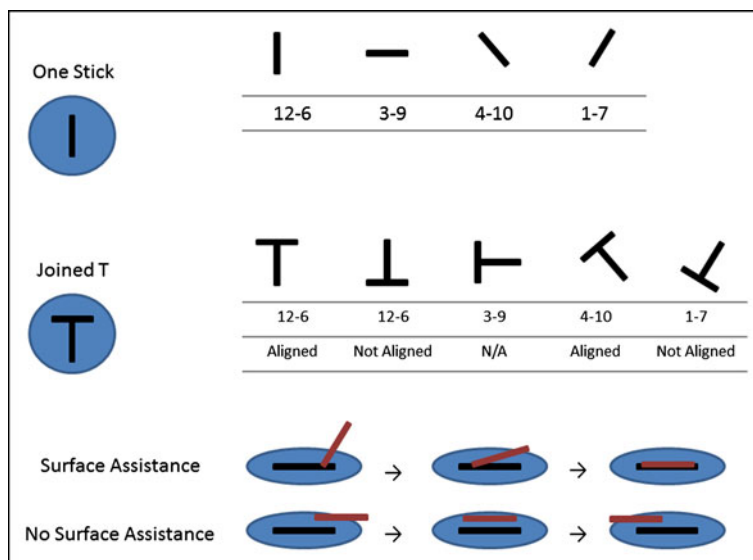 One Stick
12-6 3-9 4-10 1-7
Joined T
12-6 12-6 3-9 4-10 1-7
Aligned Not Aligned N/A Aligned Not Aligned
Surface Assistance → →
No Surface Assistance → →